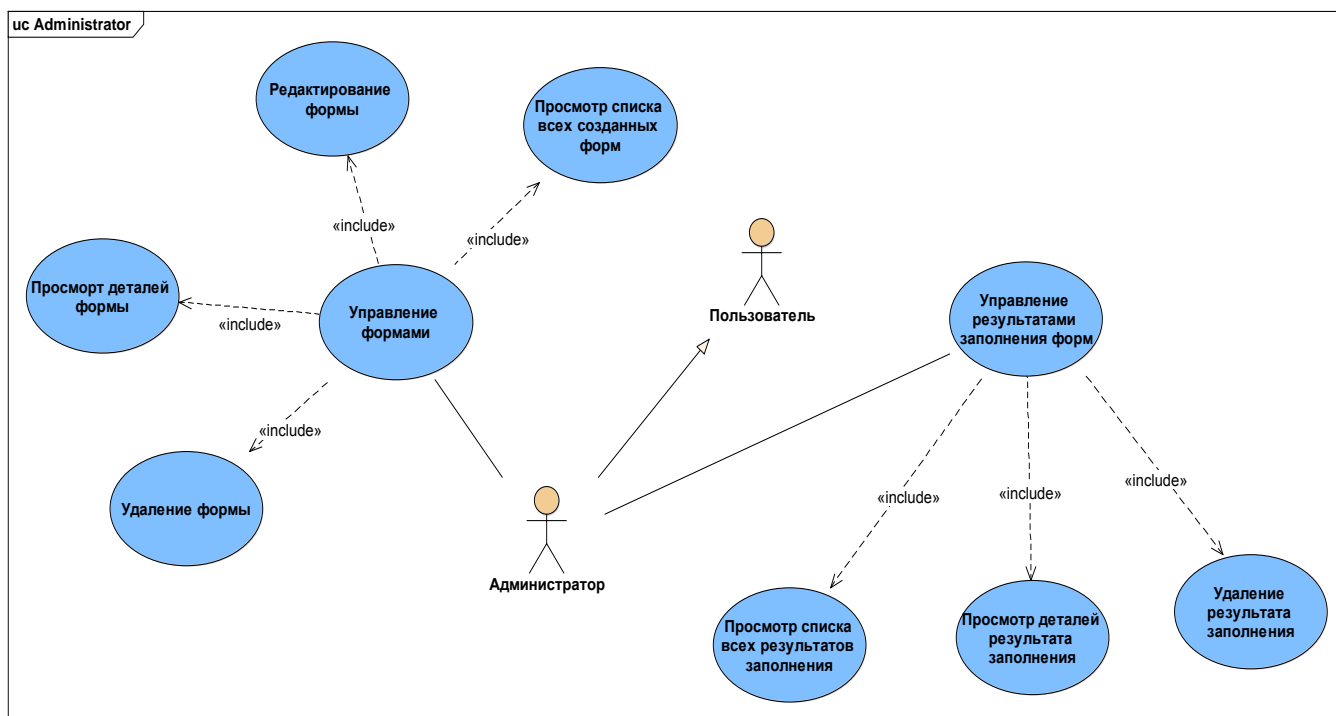 uc Administrator
Редактирование
формы
Просмотр списка
всех созданных
форм
«include»
«include»
Просморт деталей
формы
«include»
Управление
формами
Пользователь
Управление
результатами
заполнения форм
«include»
Удаление формы
«include»
«include»
«include»
Администратор
Просмотр списка
всех результатов
заполнения
Просмотр деталей
результата
заполнения
Удаление
результата
заполнения